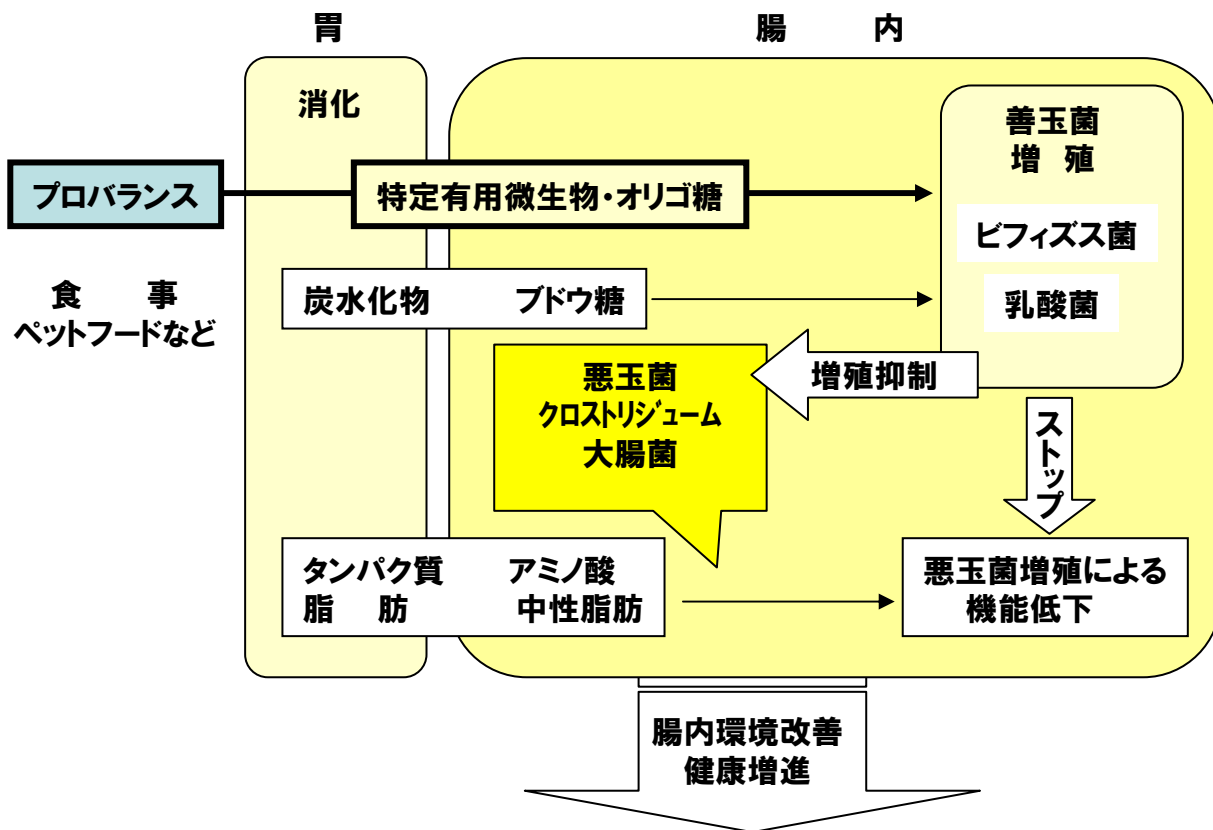 胃
腸 内
消化
善玉菌
増 殖
プロバランス
特定有用微生物・オリゴ糖
ビフィズス菌
食 事
ペットフードなど
炭水化物 ブドウ糖
乳酸菌
悪玉菌
クロストリジューム
大腸菌
増殖抑制
ストップ
タンパク質 アミノ酸
脂 肪 中性脂肪
悪玉菌増殖による
機能低下
腸内環境改善
健康増進